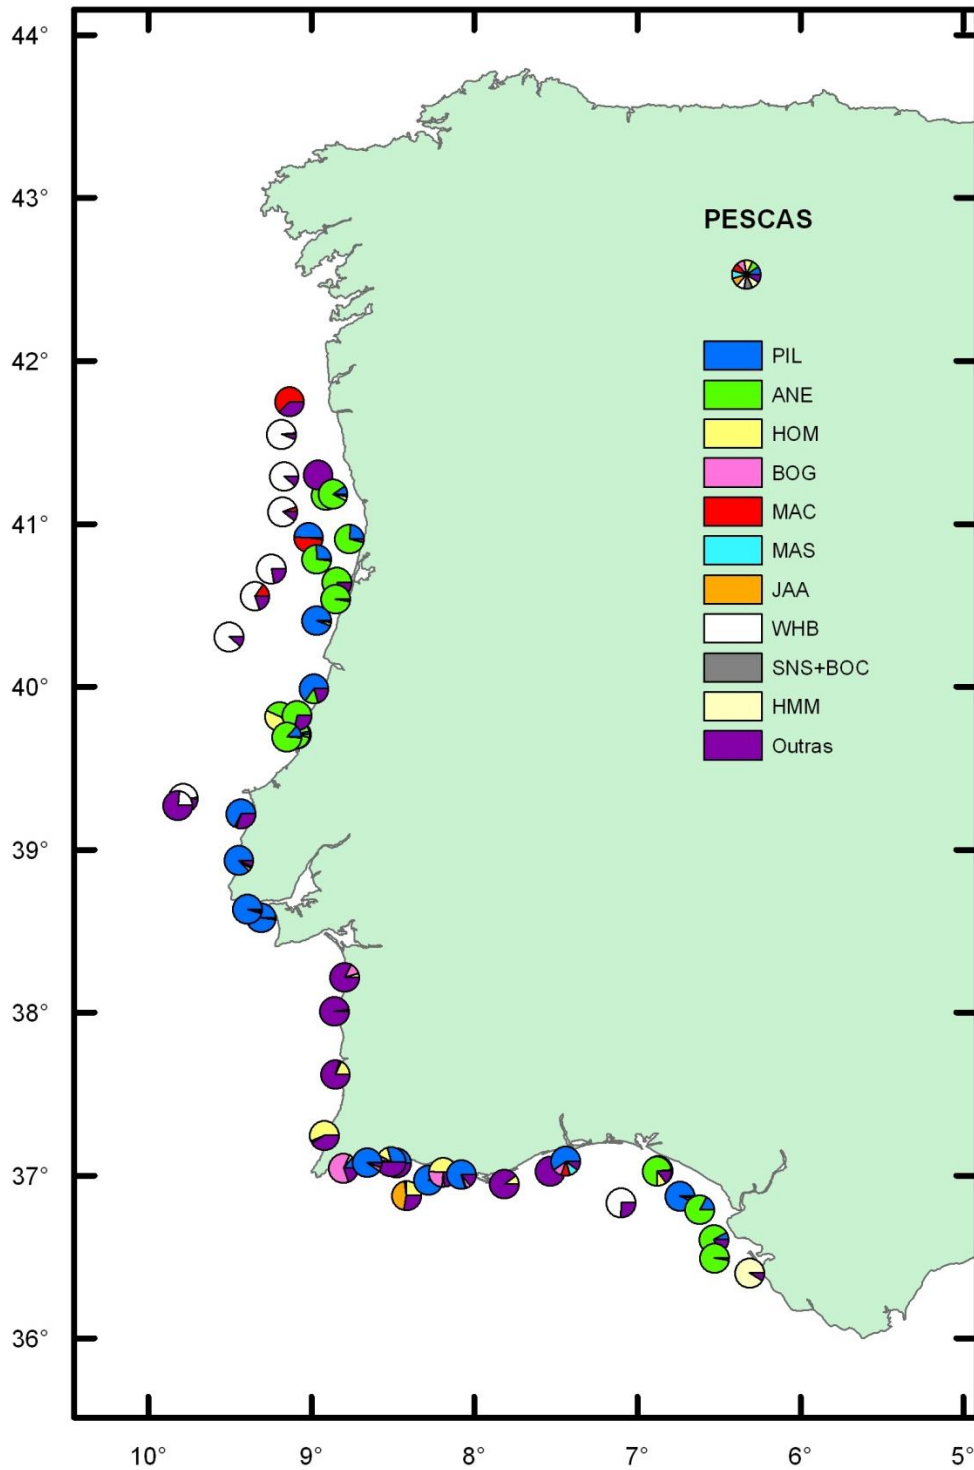 44°
43°
42°
41°
40°
39°
38°
37°
36°
PESCAS
PIL
ANE
HOM
BOG
MAC
MAS
JAA
WHB
SNS+BOC
HMM
Outras
10° 9° 8° 7° 6° 5°